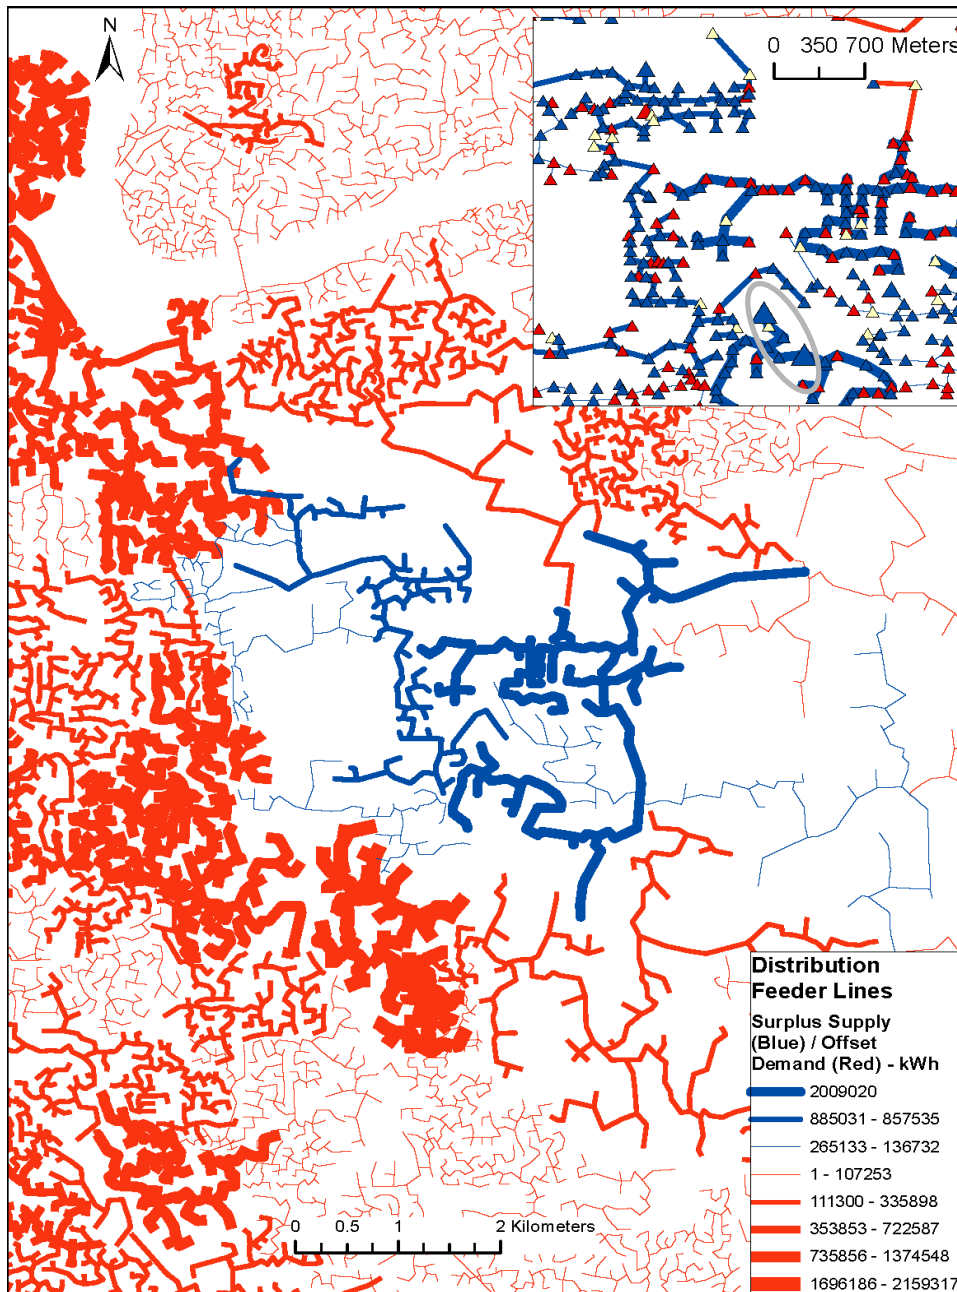 N
0 350 700 Meters
Distribution
Feeder Lines
Surplus Supply
(Blue) / Offset
Demand (Red) - kWh
2009020
885031 - 857535
265133 - 136732
1 - 107253
111300 - 335898
353853 - 722587
735856 - 1374548
1696186 - 2159317
0 0.5 1 2 Kilometers